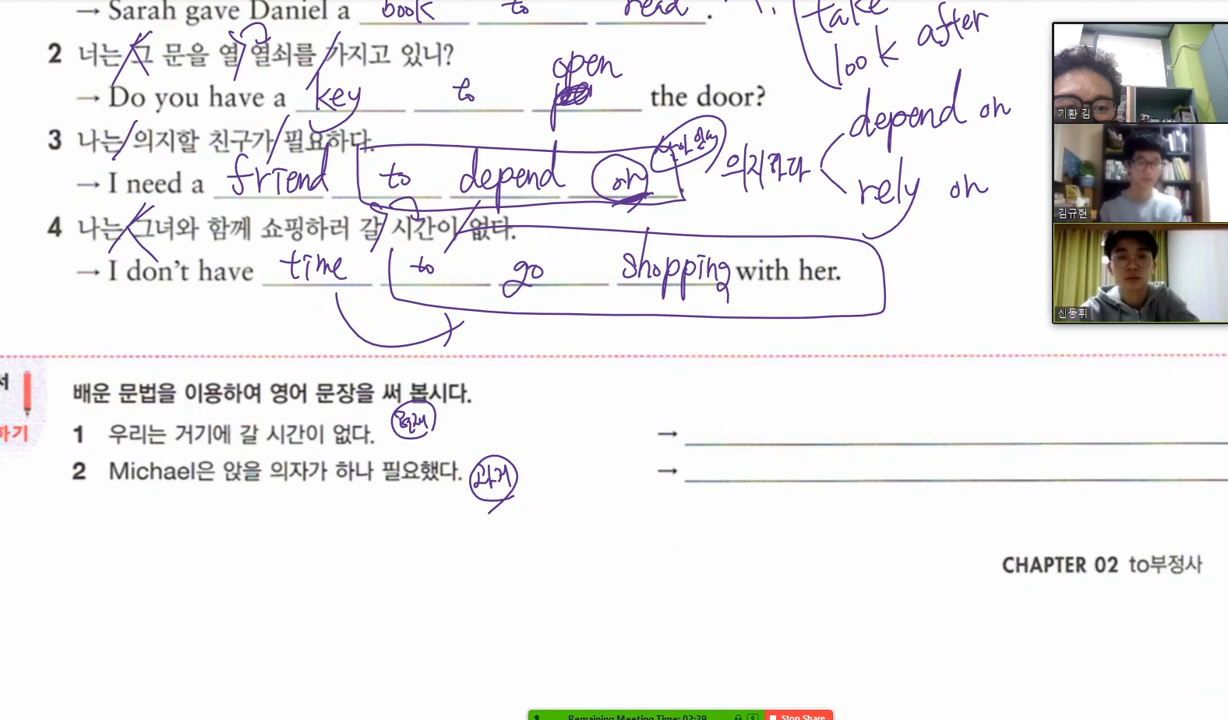 → Sarah gave Daniel a book to read .
take
look after
2 너는 그 문을 열 열쇠를 가지고 있니?
→ Do you have a key to open the door?
depend on
3 나는 의지할 친구가 필요하다.
→ I need a friend to depend on 의지하다
rely on
4 나는 그녀와 함께 쇼핑하러 갈 시간이 없다.
→ I don't have time to go shopping with her.
기환 김
김규현
신동휘
서
하기
배운 문법을 이용하여 영어 문장을 써 봅시다.
1 우리는 거기에 갈 시간이 없다. 현재 →
2 Michael은 앉을 의자가 하나 필요했다. 과거 →
CHAPTER 02 to부정사
Remaining Meeting Time: 02:39 Stop Share